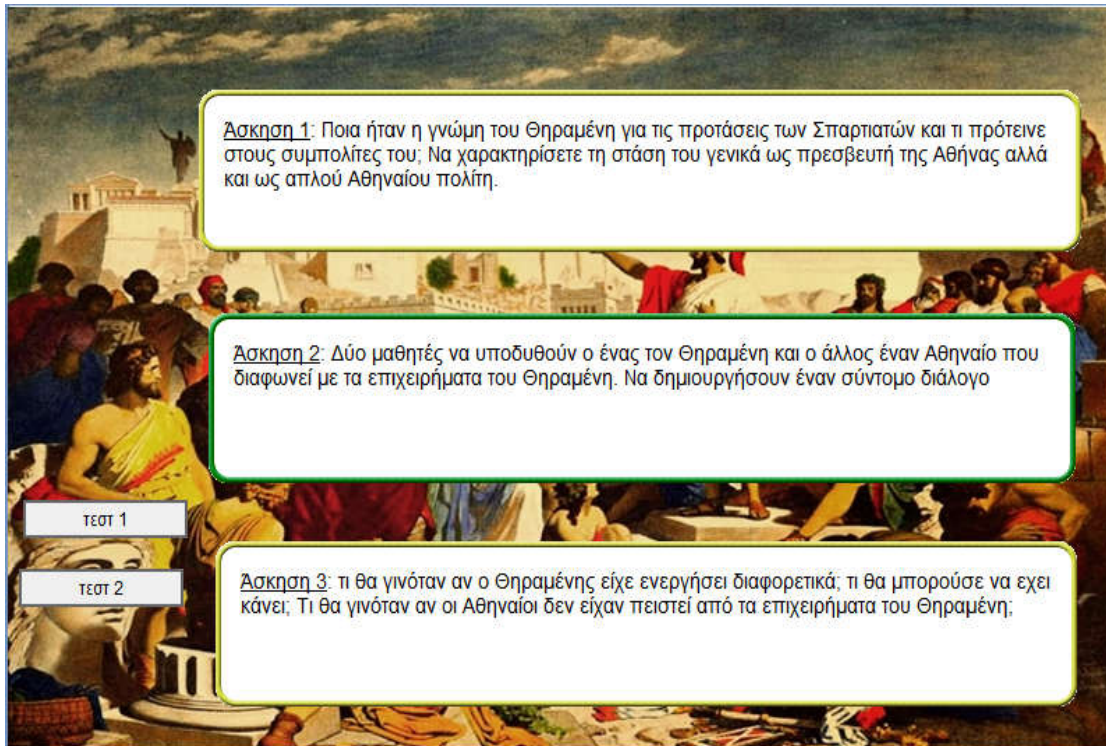 Άσκηση 1: Ποια ήταν η γνώμη του Θηραμένη για τις προτάσεις των Σπαρτιατών και τι πρότεινε
στους συμπολίτες του; Να χαρακτηρίσετε τη στάση του γενικά ως πρεσβευτή της Αθήνας αλλά
και ως απλού Αθηναίου πολίτη.
Άσκηση 2: Δύο μαθητές να υποδυθούν ο ένας τον Θηραμένη και ο άλλος έναν Αθηναίο που
διαφωνεί με τα επιχειρήματα του Θηραμένη. Να δημιουργήσουν έναν σύντομο διάλογο
τεστ 1
τεστ 2
Άσκηση 3: τι θα γινόταν αν ο Θηραμένης είχε ενεργήσει διαφορετικά; τι θα μπορούσε να εχει
κάνει; Τι θα γινόταν αν οι Αθηναίοι δεν είχαν πειστεί από τα επιχειρήματα του Θηραμένη;